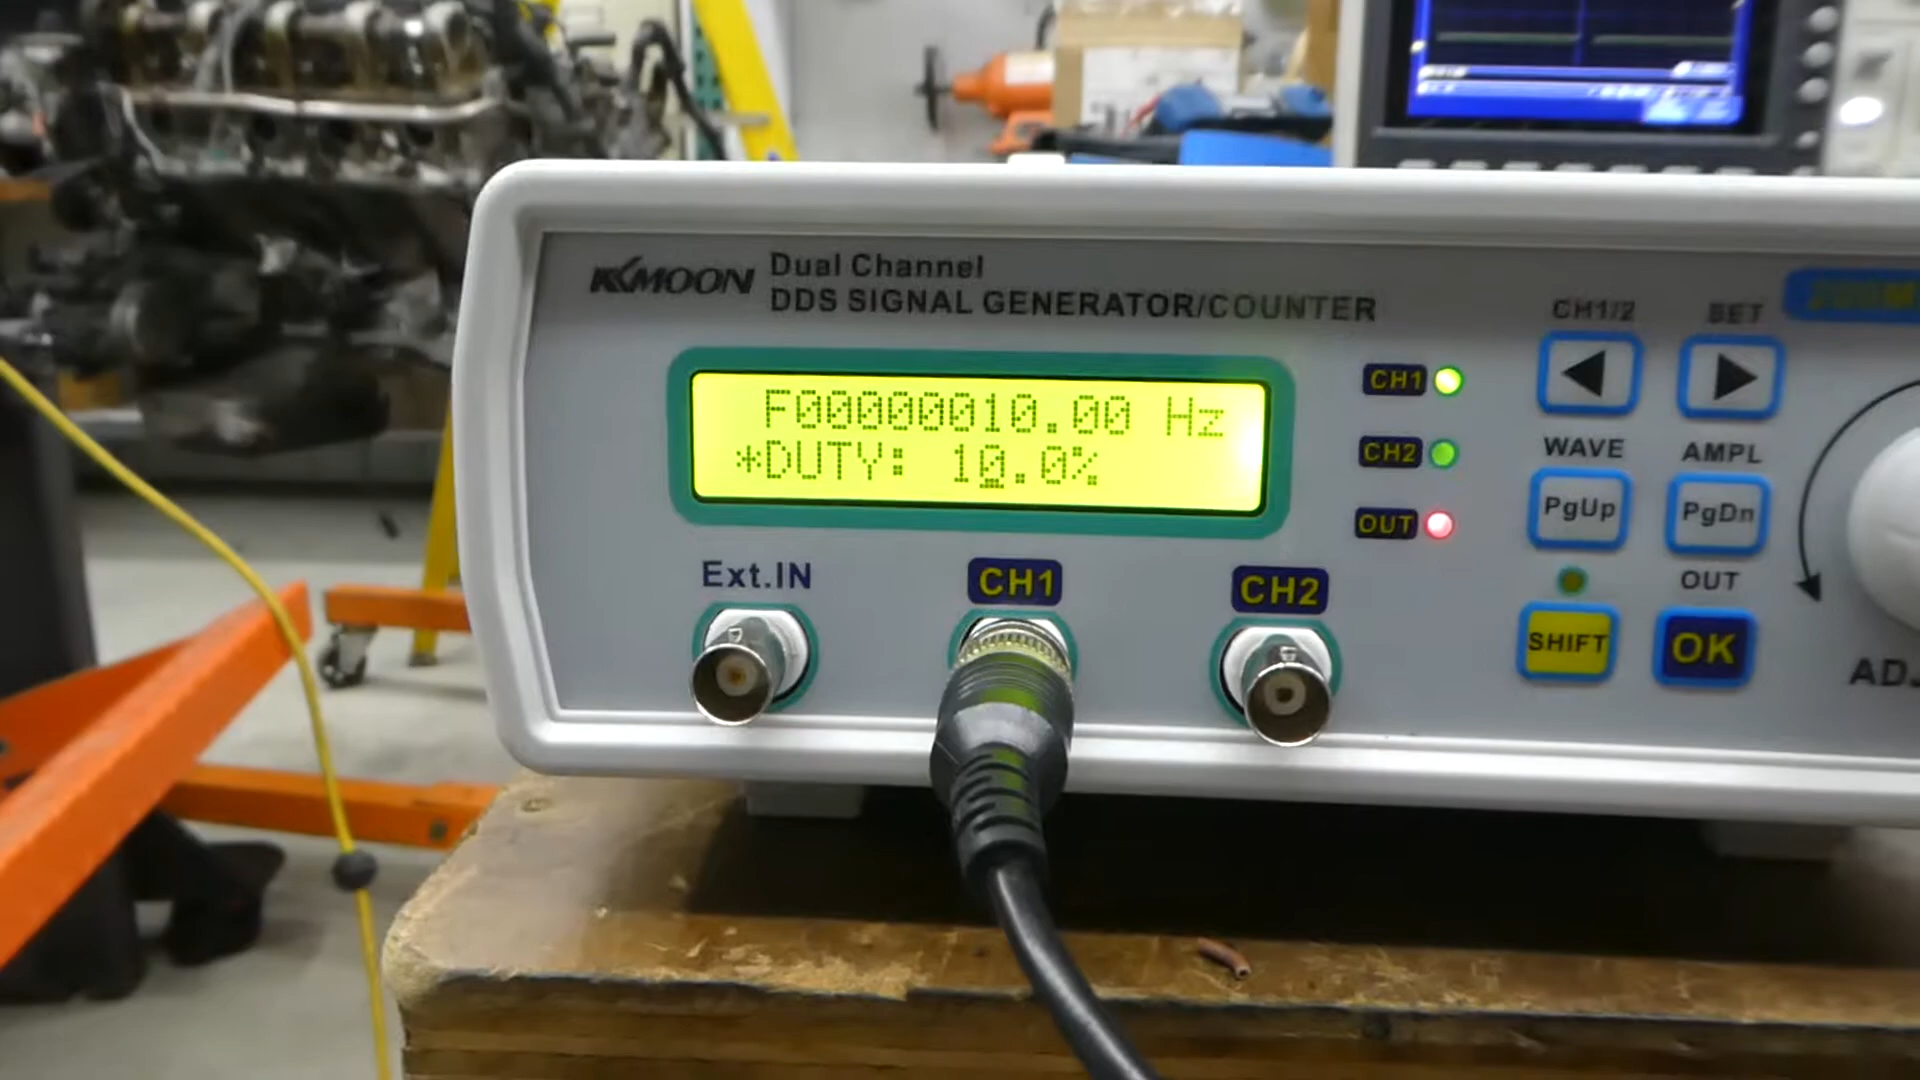 KKMOON
Dual Channel
DDS SIGNAL GENERATOR/COUNTER
F00000010.00 Hz
*DUTY: 10.0%
CH1
CH2
OUT
CH1/2
SET
WAVE
AMPL
PgUp
PgDn
OUT
SHIFT
OK
Ext.IN
CH1
CH2